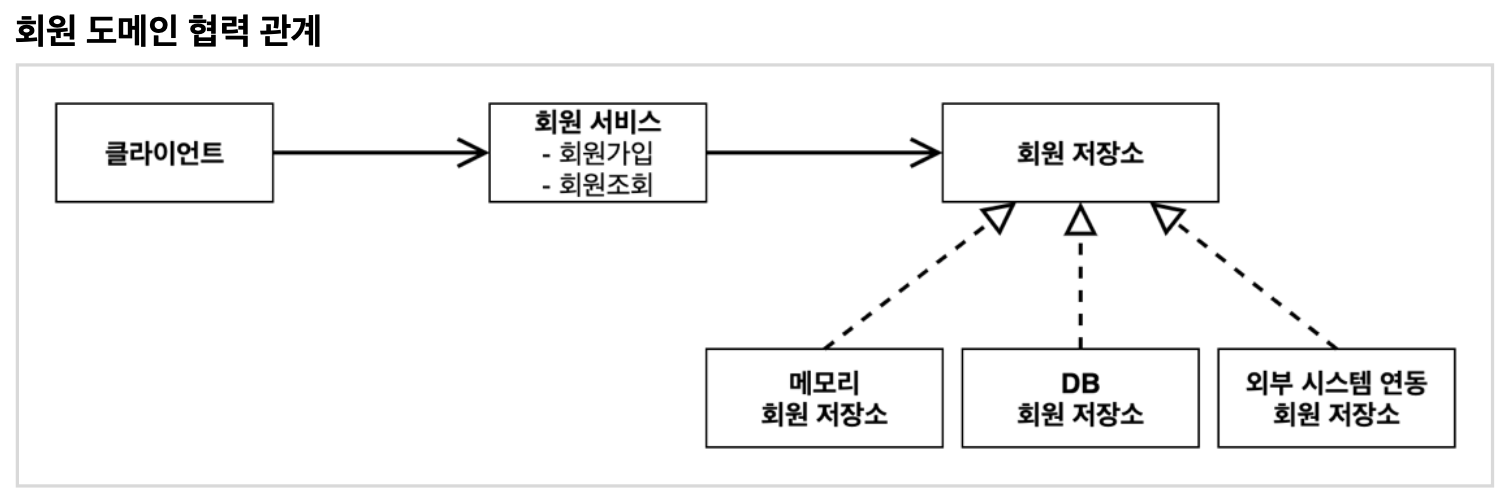 회원 도메인 협력 관계
클라이언트
회원 서비스
- 회원가입
- 회원조회
회원 저장소
메모리
회원 저장소
DB
회원 저장소
외부 시스템 연동
회원 저장소